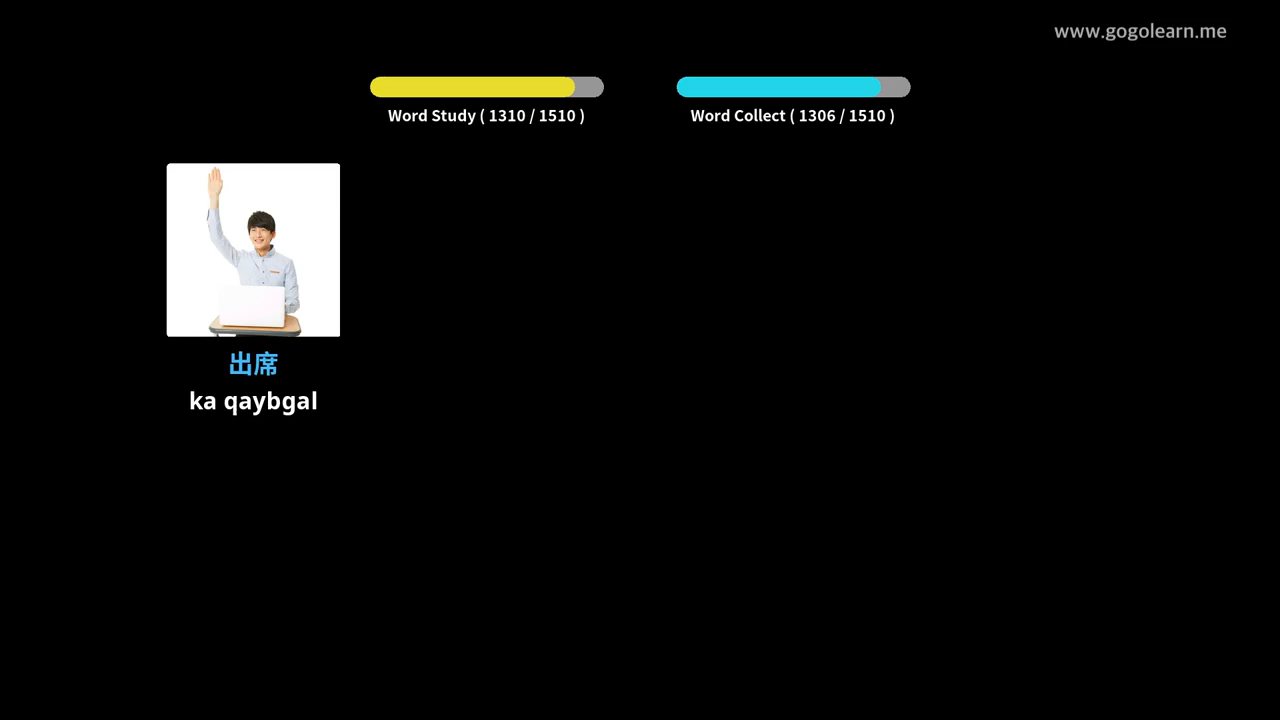 www.gogolearn.me
Word Study ( 1310 / 1510 )
Word Collect ( 1306 / 1510 )
出席
ka qaybgal